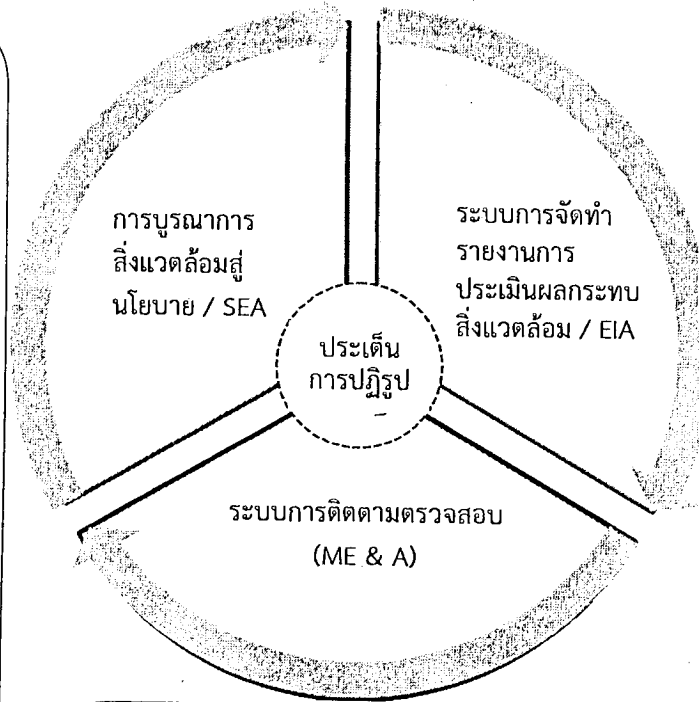 การบูรณาการ
สิ่งแวดล้อมสู่
นโยบาย / SEA
ระบบการจัดทำ
รายงานการ
ประเมินผลกระทบ
สิ่งแวดล้อม / EIA
ประเด็น
การปฏิรูป
ระบบการติดตามตรวจสอบ
(ME & A)